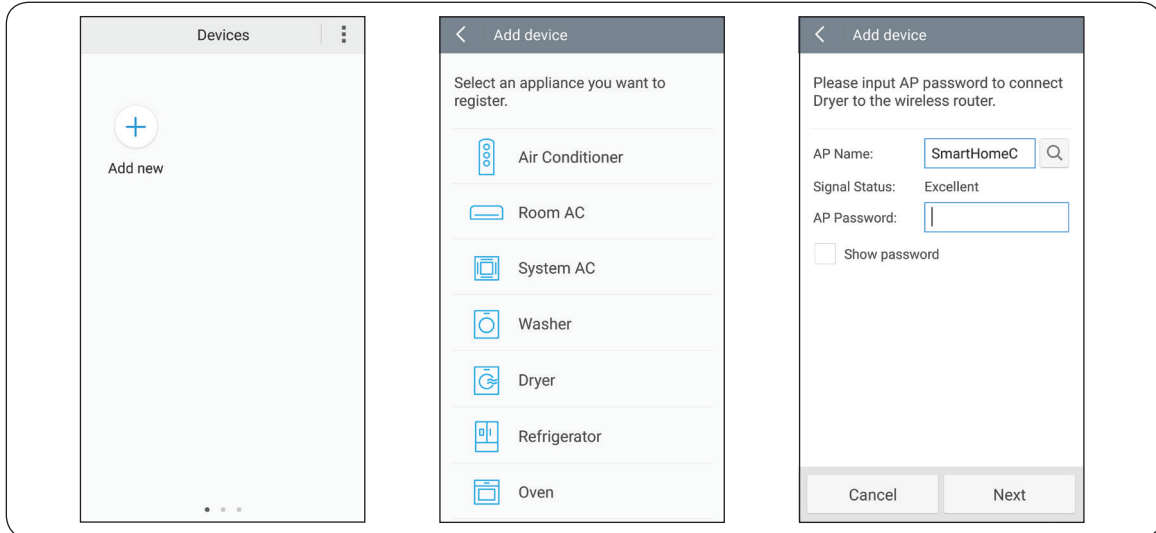 Devices
Add new
Add device
Select an appliance you want to
register.
Air Conditioner
Room AC
System AC
Washer
Dryer
Refrigerator
Oven
Add device
Please input AP password to connect
Dryer to the wireless router.
AP Name: SmartHomeC
Signal Status: Excellent
AP Password:
Show password
Cancel Next